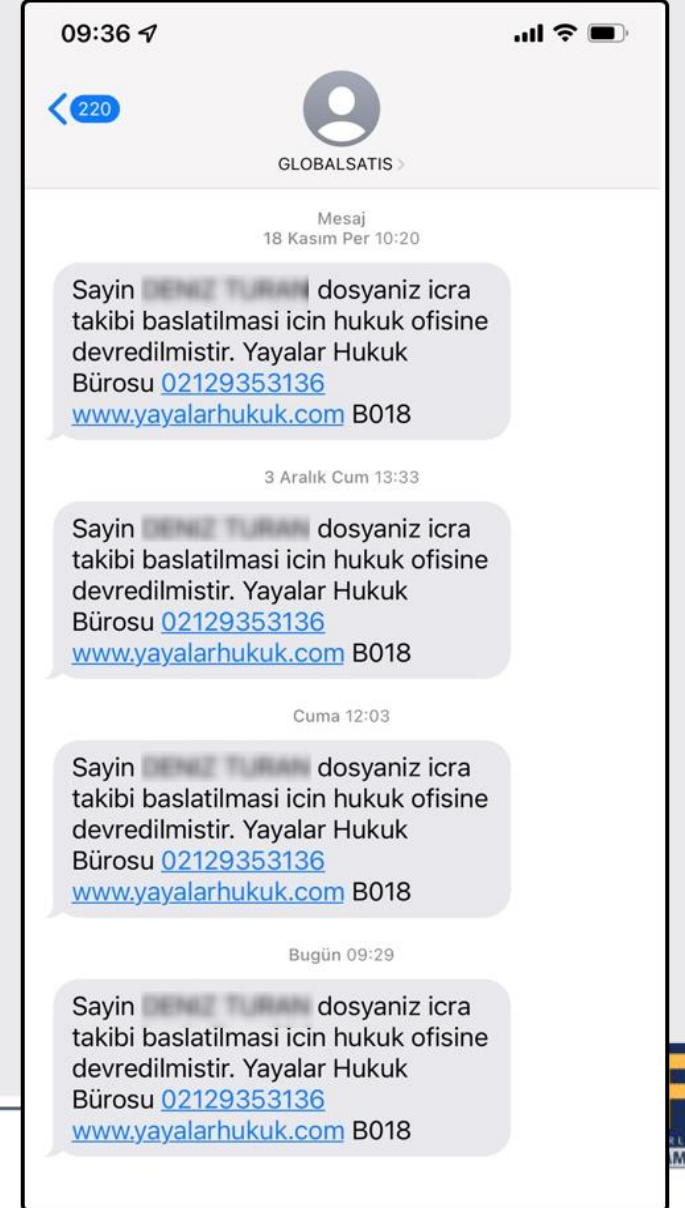 09:36
220
GLOBALSATIS
Mesaj
18 Kasım Per 10:20
Sayin dosyaniz icra
takibi baslatilmasi icin hukuk ofisine
devredilmistir. Yayalar Hukuk
Bürosu 02129353136
www.yayalarhukuk.com B018
3 Aralık Cum 13:33
Sayin dosyaniz icra
takibi baslatilmasi icin hukuk ofisine
devredilmistir. Yayalar Hukuk
Bürosu 02129353136
www.yayalarhukuk.com B018
Cuma 12:03
Sayin dosyaniz icra
takibi baslatilmasi icin hukuk ofisine
devredilmistir. Yayalar Hukuk
Bürosu 02129353136
www.yayalarhukuk.com B018
Bugün 09:29
Sayin dosyaniz icra
takibi baslatilmasi icin hukuk ofisine
devredilmistir. Yayalar Hukuk
Bürosu 02129353136
www.yayalarhukuk.com B018